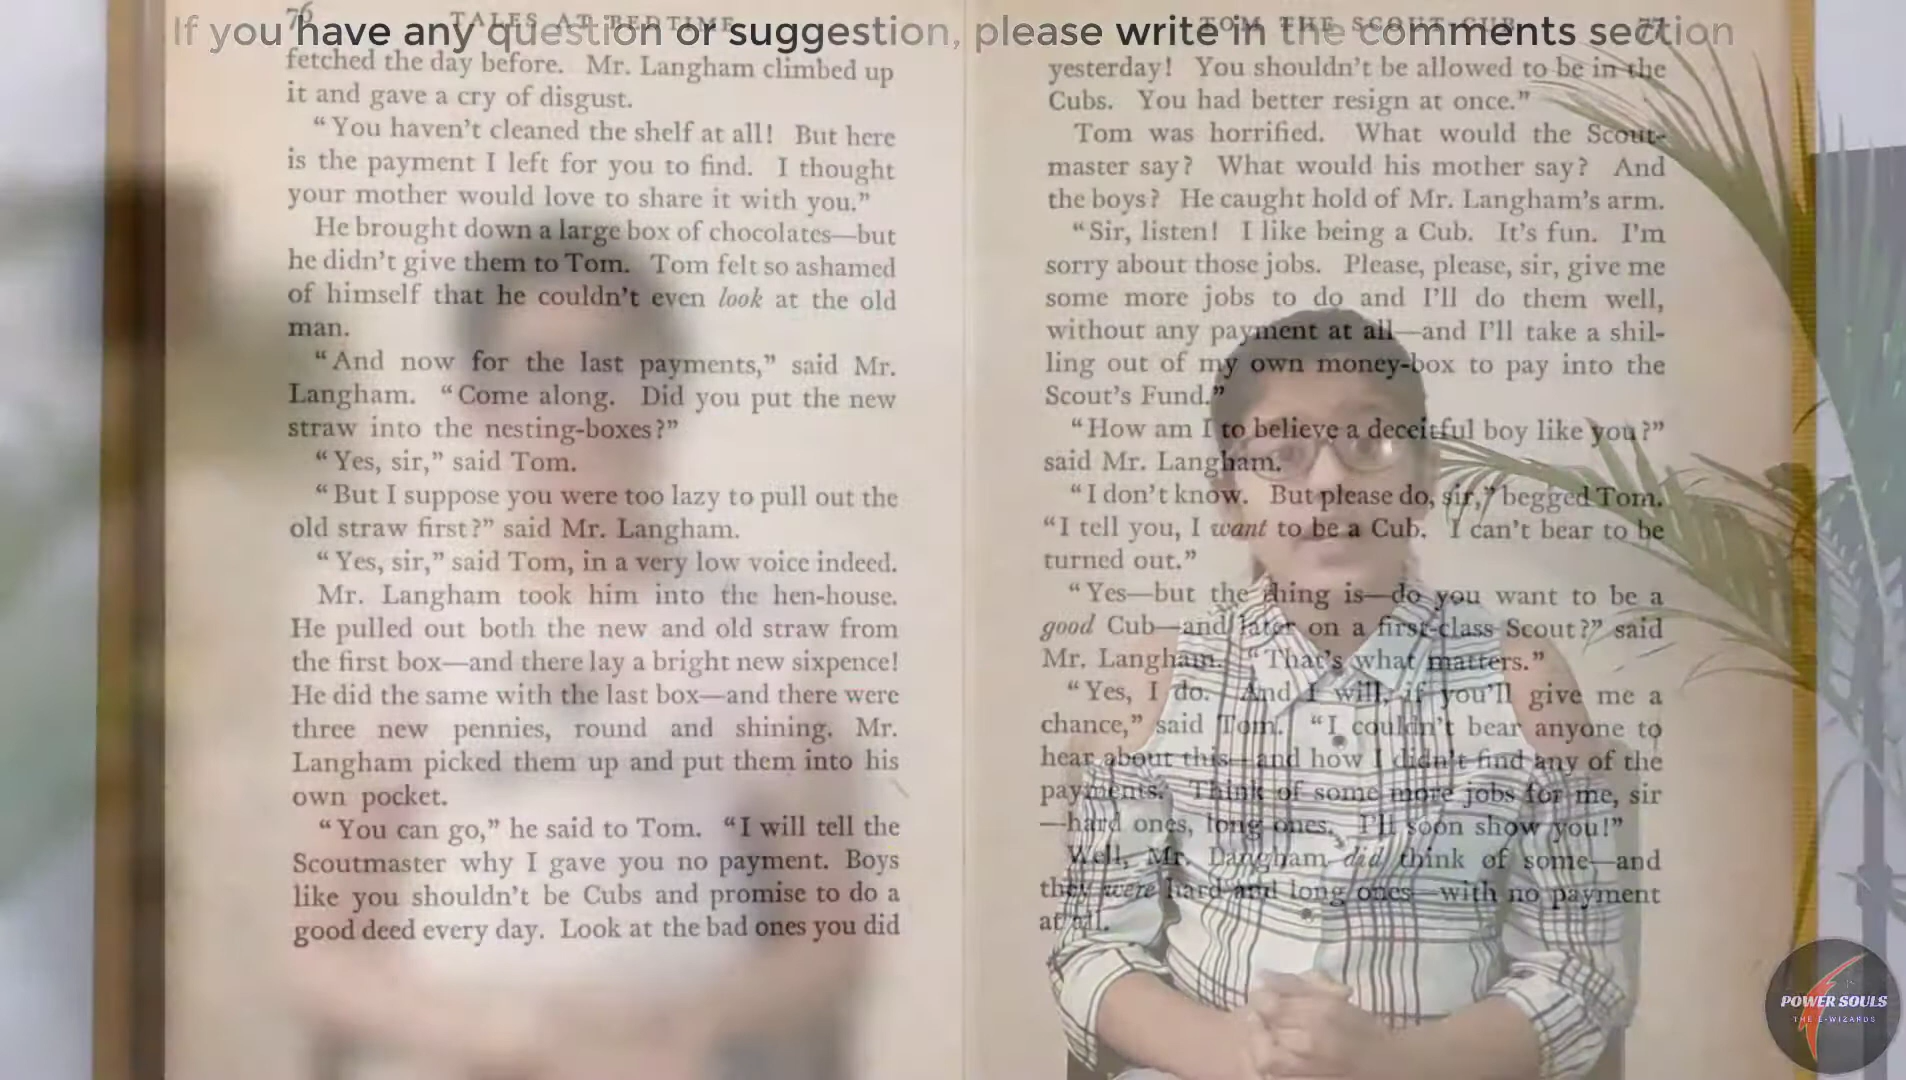 If you have any question or suggestion, please write in the comments section
76 TALES AT BEDTIME
fetched the day before. Mr. Langham climbed up
it and gave a cry of disgust.
“You haven’t cleaned the shelf at all! But here
is the payment I left for you to find. I thought
your mother would love to share it with you.”
He brought down a large box of chocolates—but
he didn’t give them to Tom. Tom felt so ashamed
of himself that he couldn’t even look at the old
man.
“And now for the last payments,” said Mr.
Langham. “Come along. Did you put the new
straw into the nesting-boxes?”
“Yes, sir,” said Tom.
“But I suppose you were too lazy to pull out the
old straw first?” said Mr. Langham.
“Yes, sir,” said Tom, in a very low voice indeed.
Mr. Langham took him into the hen-house.
He pulled out both the new and old straw from
the first box—and there lay a bright new sixpence!
He did the same with the last box—and there were
three new pennies, round and shining. Mr.
Langham picked them up and put them into his
own pocket.
“You can go,” he said to Tom. “I will tell the
Scoutmaster why I gave you no payment. Boys
like you shouldn’t be Cubs and promise to do a
good deed every day. Look at the bad ones you did
TOM THE SCOUT-CUB 77
yesterday! You shouldn’t be allowed to be in the
Cubs. You had better resign at once.”
Tom was horrified. What would the Scout-
master say? What would his mother say? And
the boys? He caught hold of Mr. Langham’s arm.
“Sir, listen! I like being a Cub. It’s fun. I’m
sorry about those jobs. Please, please, sir, give me
some more jobs to do and I’ll do them well,
without any payment at all—and I’ll take a shil-
ling out of my own money-box to pay into the
Scout’s Fund.”
“How am I to believe a deceitful boy like you?”
said Mr. Langham.
“I don’t know. But please do, sir,” begged Tom.
“I tell you, I want to be a Cub. I can’t bear to be
turned out.”
“Yes—but the thing is—do you want to be a
good Cub—and later on a first-class Scout?” said
Mr. Langham. “That’s what matters.”
“Yes, I do. And I will, if you’ll give me a
chance,” said Tom. “I couldn’t bear anyone to
hear about this—and how I didn’t find any of the
payments. Think of some more jobs for me, sir
—hard ones, long ones. I’ll soon show you!”
Well, Mr. Langham did think of some—and
they were hard and long ones—with no payment
at all.
POWER SOULS
THE E-WIZARDS